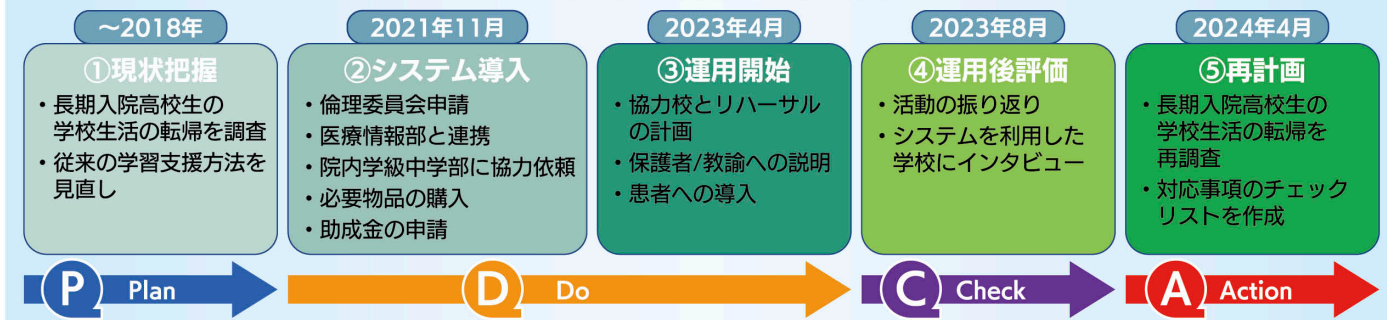 ～2018年
①現状把握
・長期入院高校生の
学校生活の転帰を調査
・従来の学習支援方法を
見直し
2021年11月
②システム導入
・倫理委員会申請
・医療情報部と連携
・院内学級中学部に協力依頼
・必要物品の購入
・助成金の申請
2023年4月
③運用開始
・協力校とリハーサル
の計画
・保護者/教諭への説明
・患者への導入
2023年8月
④運用後評価
・活動の振り返り
・システムを利用した
学校にインタビュー
2024年4月
⑤再計画
・長期入院高校生の
学校生活の転帰を
再調査
・対応事項のチェック
リストを作成
P Plan
D Do
C Check
A Action